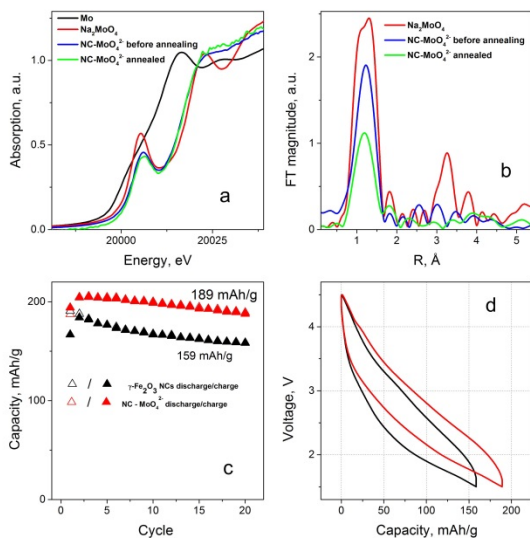 Mo
Na₂MoO₄
NC-MoO₄²⁻ before annealing
NC-MoO₄²⁻ annealed
1.0
0.5
0.0
Absorption, a.u.
a
20000 20025
Energy, eV
Na₂MoO₄
NC-MoO₄²⁻ before annealing
NC-MoO₄²⁻ annealed
2
1
0
FT magnitude, a.u.
b
1 2 3 4 5
R, Å
200
100
0
Capacity, mAh/g
189 mAh/g
159 mAh/g
/ γ-Fe₂O₃ NCs discharge/charge
/ NC - MoO₄²⁻ discharge/charge
c
0 5 10 15 20
Cycle
4
3
2
Voltage, V
d
0 50 100 150 200
Capacity, mAh/g